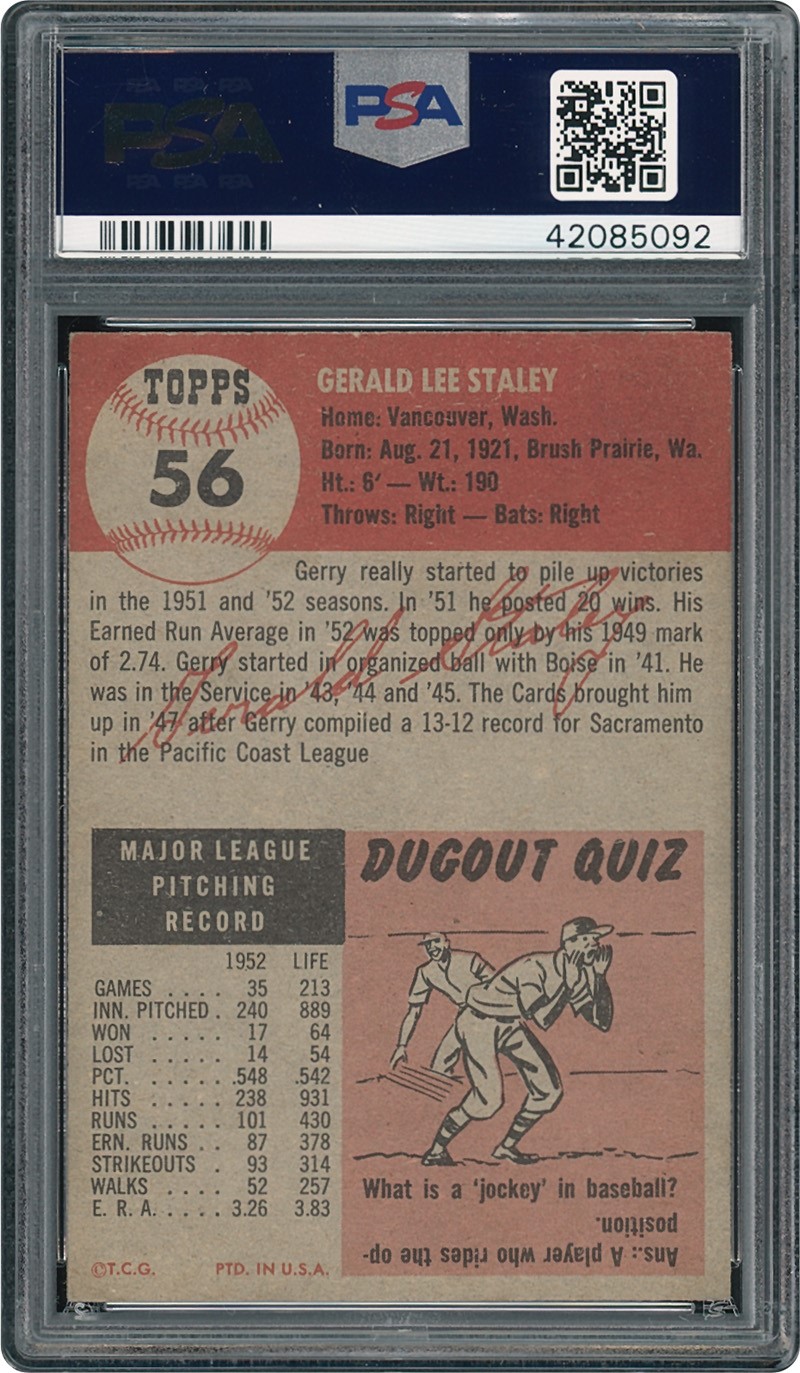 PSA PSA PSA
PSA
PSA PSA PSA
PSA
42085092
TOPPS
56
GERALD LEE STALEY
Home: Vancouver, Wash.
Born: Aug. 21, 1921, Brush Prairie, Wa.
Ht.: 6′ — Wt.: 190
Throws: Right — Bats: Right
Gerry really started to pile up victories
in the 1951 and '52 seasons. In '51 he posted 20 wins. His
Earned Run Average in '52 was topped only by his 1949 mark
of 2.74. Gerry started in organized ball with Boise in '41. He
was in the Service in '43, '44 and '45. The Cards brought him
up in '47 after Gerry compiled a 13-12 record for Sacramento
in the Pacific Coast League
Gerald Staley
MAJOR LEAGUE
PITCHING
RECORD
1952 LIFE
GAMES . . . . 35 213
INN. PITCHED . 240 889
WON . . . . . 17 64
LOST . . . . . 14 54
PCT. . . . . . .548 .542
HITS . . . . . 238 931
RUNS . . . . . 101 430
ERN. RUNS . . 87 378
STRIKEOUTS . 93 314
WALKS . . . . 52 257
E. R. A. . . . . 3.26 3.83
©T.C.G. PTD. IN U.S.A.
DUGOUT QUIZ
What is a 'jockey' in baseball?
Ans.: A player who rides the op-
position.